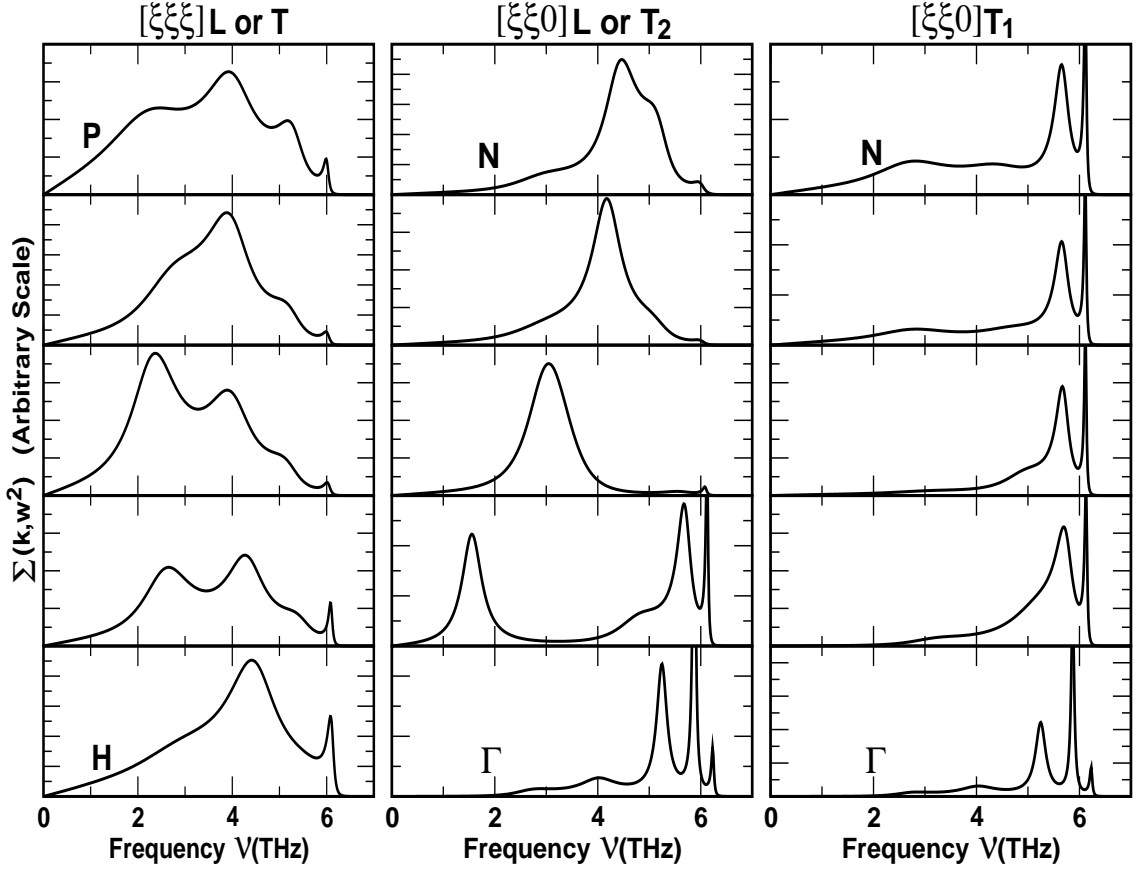 [ξξξ] L or T
[ξξ0] L or T₂
[ξξ0] T₁
P
N
N
Σ(k,w²) (Arbitrary Scale)
H
Γ
Γ
0 2 4 6
0 2 4 6
0 2 4 6
Frequency ν(THz)
Frequency ν(THz)
Frequency ν(THz)